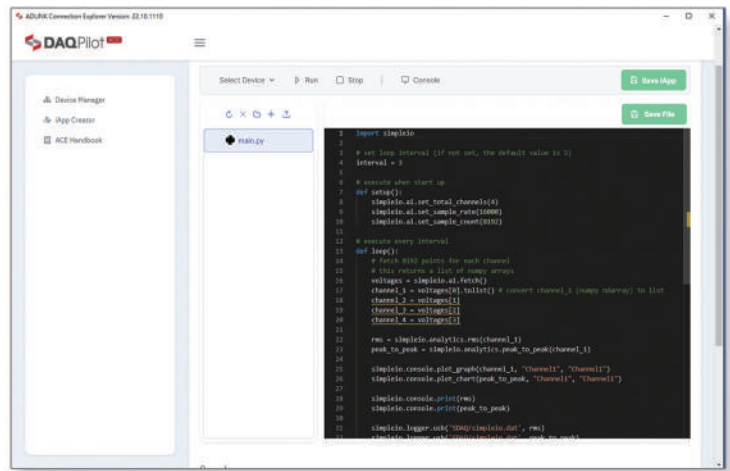 ADLINK Connection Explorer Version: 22.10.1110
DAQPilot ACE
Select Device
Run
Stop
Console
Save iApp
Device Manager
iApp Creator
ACE Handbook
Save File
main.py
1 import simpleio
2
3 # set loop interval (if not set, the default value is 5)
4 interval = 3
5
6 # execute when start up
7 def setup():
8 simpleio.ai.set_total_channels(4)
9 simpleio.ai.set_sample_rate(16000)
10 simpleio.ai.set_sample_count(8192)
11
12 # execute every interval
13 def loop():
14 # fetch 8192 points for each channel
15 # this returns a list of numpy arrays
16 voltages = simpleio.ai.fetch()
17 channel_1 = voltages[0].tolist() # convert channel_1 (numpy ndarray) to list
18 channel_2 = voltages[1]
19 channel_3 = voltages[2]
20 channel_4 = voltages[3]
21
22 rms = simpleio.analytics.rms(channel_1)
23 peak_to_peak = simpleio.analytics.peak_to_peak(channel_1)
24
25 simpleio.console.plot_graph(channel_1, "Channel1", "Channel1")
26 simpleio.console.plot_chart(peak_to_peak, "Channel1", "Channel1")
27
28 simpleio.console.print(rms)
29 simpleio.console.print(peak_to_peak)
30
31 simpleio.logger.usb('SDAQ/simpleio.dat', rms)